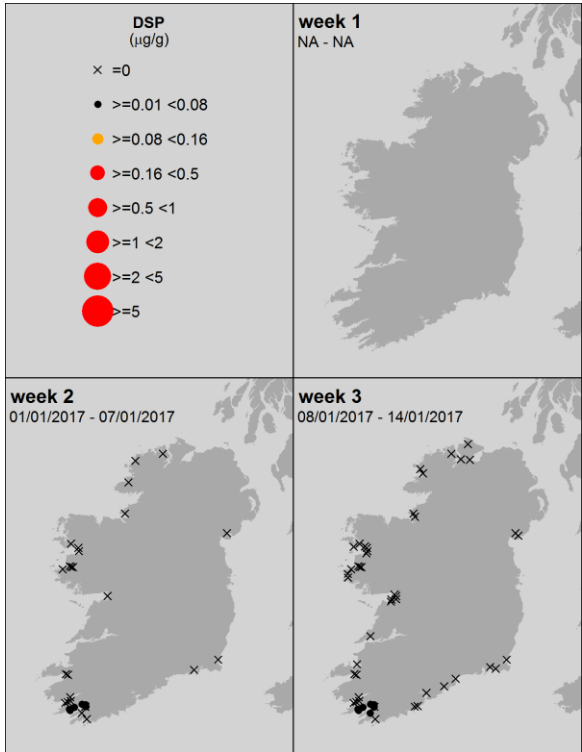 DSP
(µg/g)
=0
>=0.01 <0.08
>=0.08 <0.16
>=0.16 <0.5
>=0.5 <1
>=1 <2
>=2 <5
>=5
week 1
NA - NA
week 2
01/01/2017 - 07/01/2017
week 3
08/01/2017 - 14/01/2017